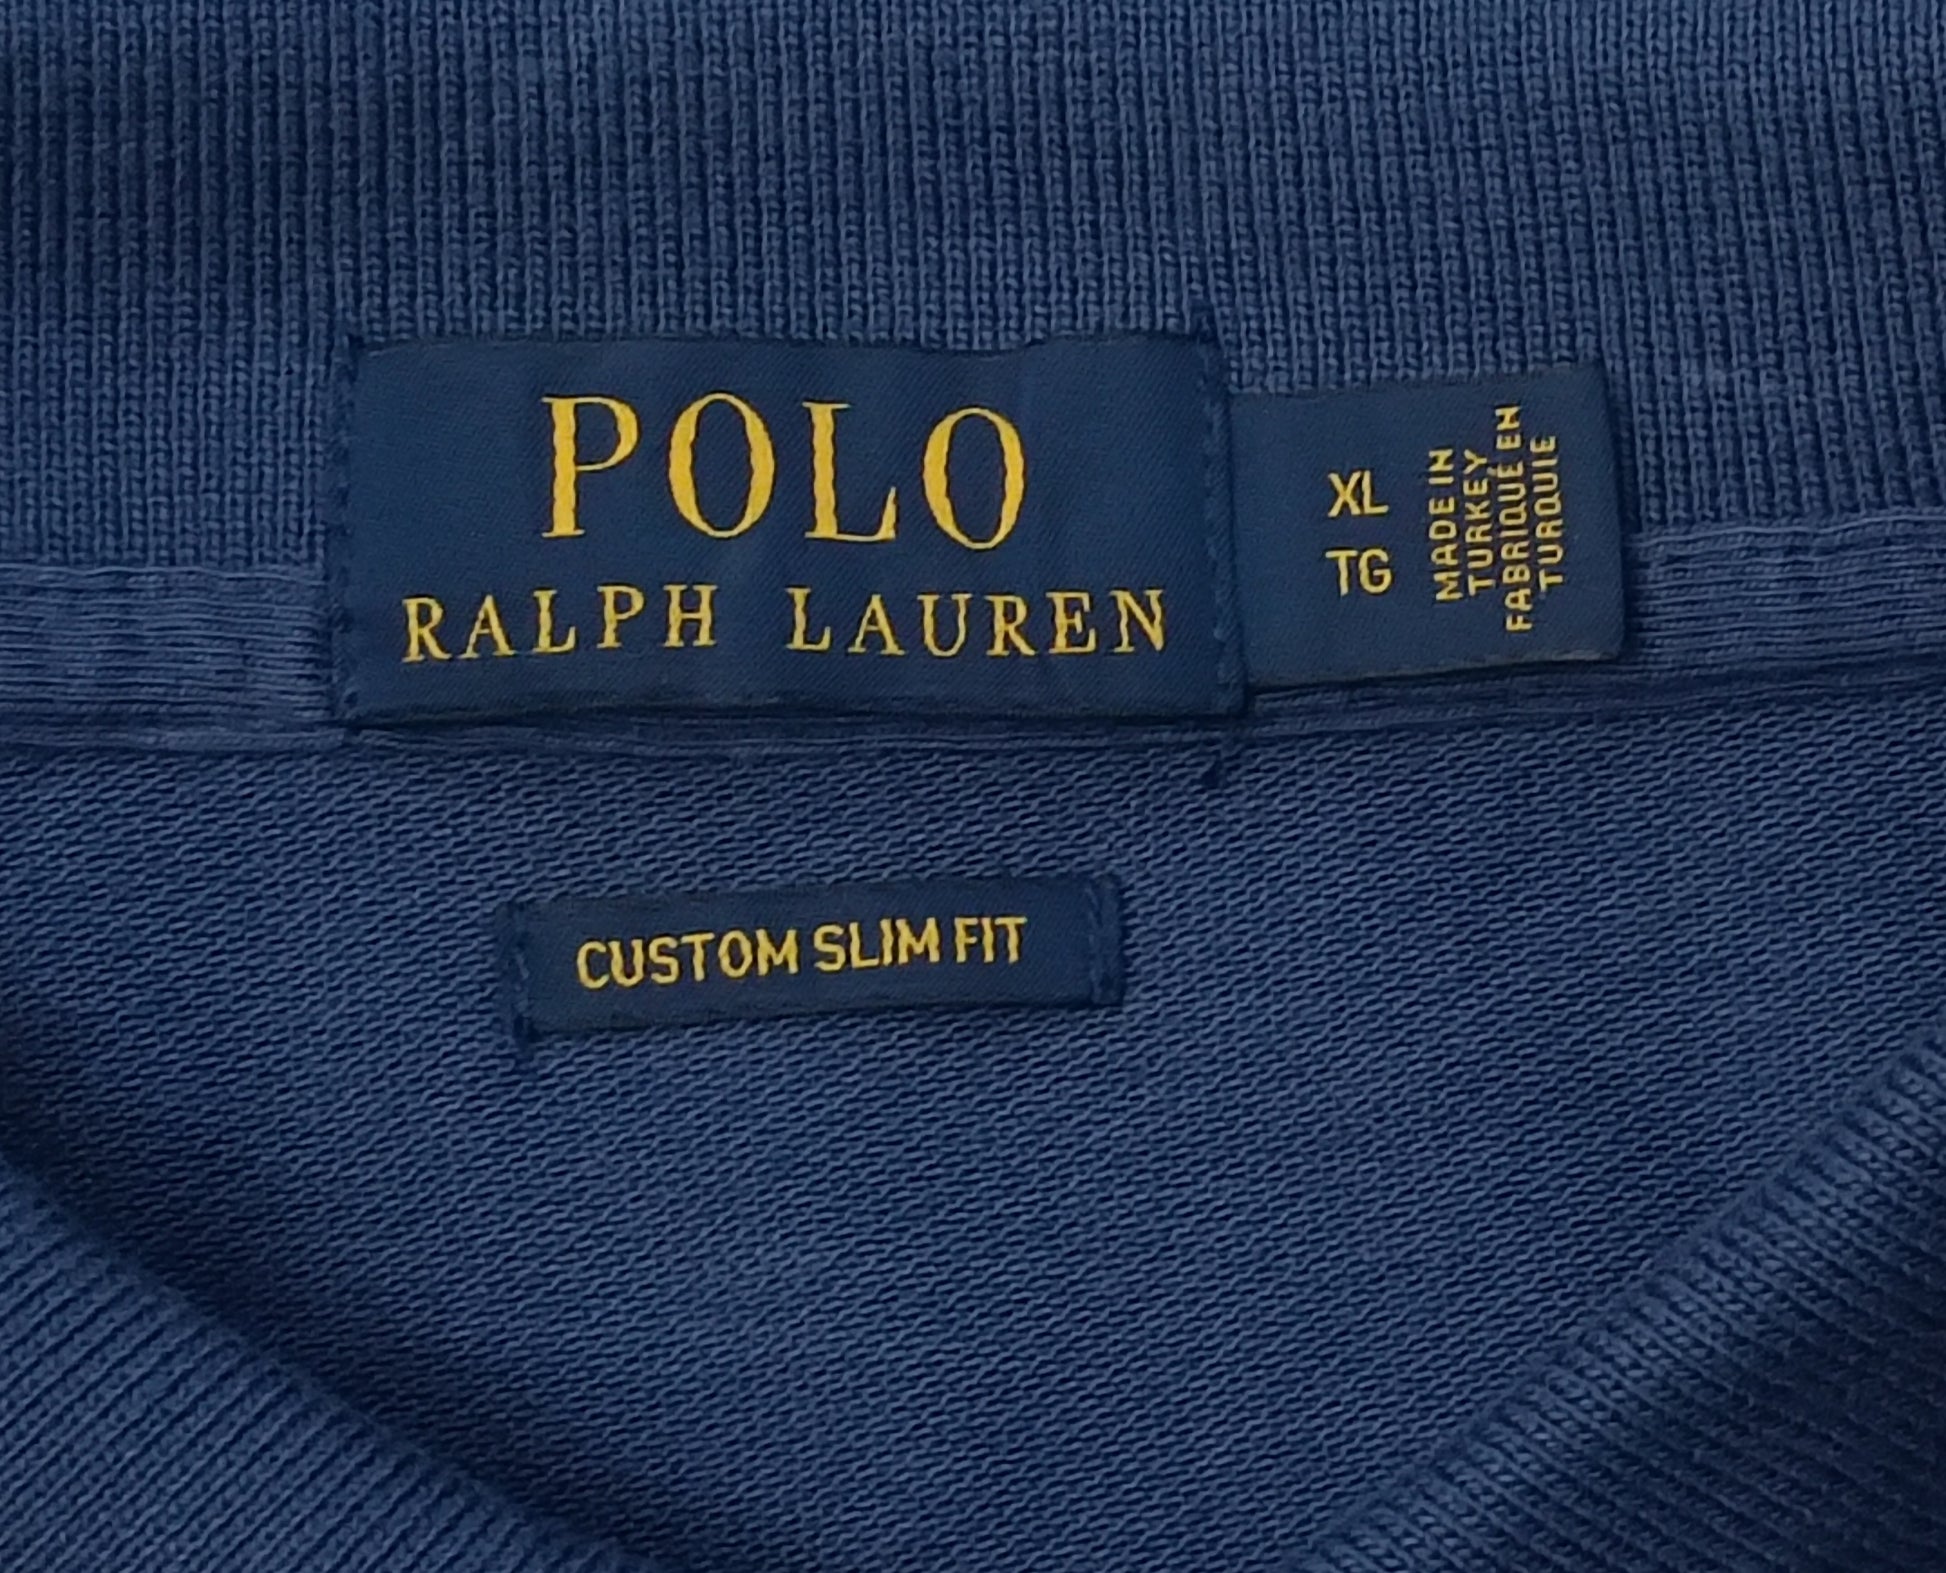 POLO
RALPH LAUREN
XL
TG
MADE IN
TURKEY
FABRIQUÉ EN
TURQUIE
CUSTOM SLIM FIT